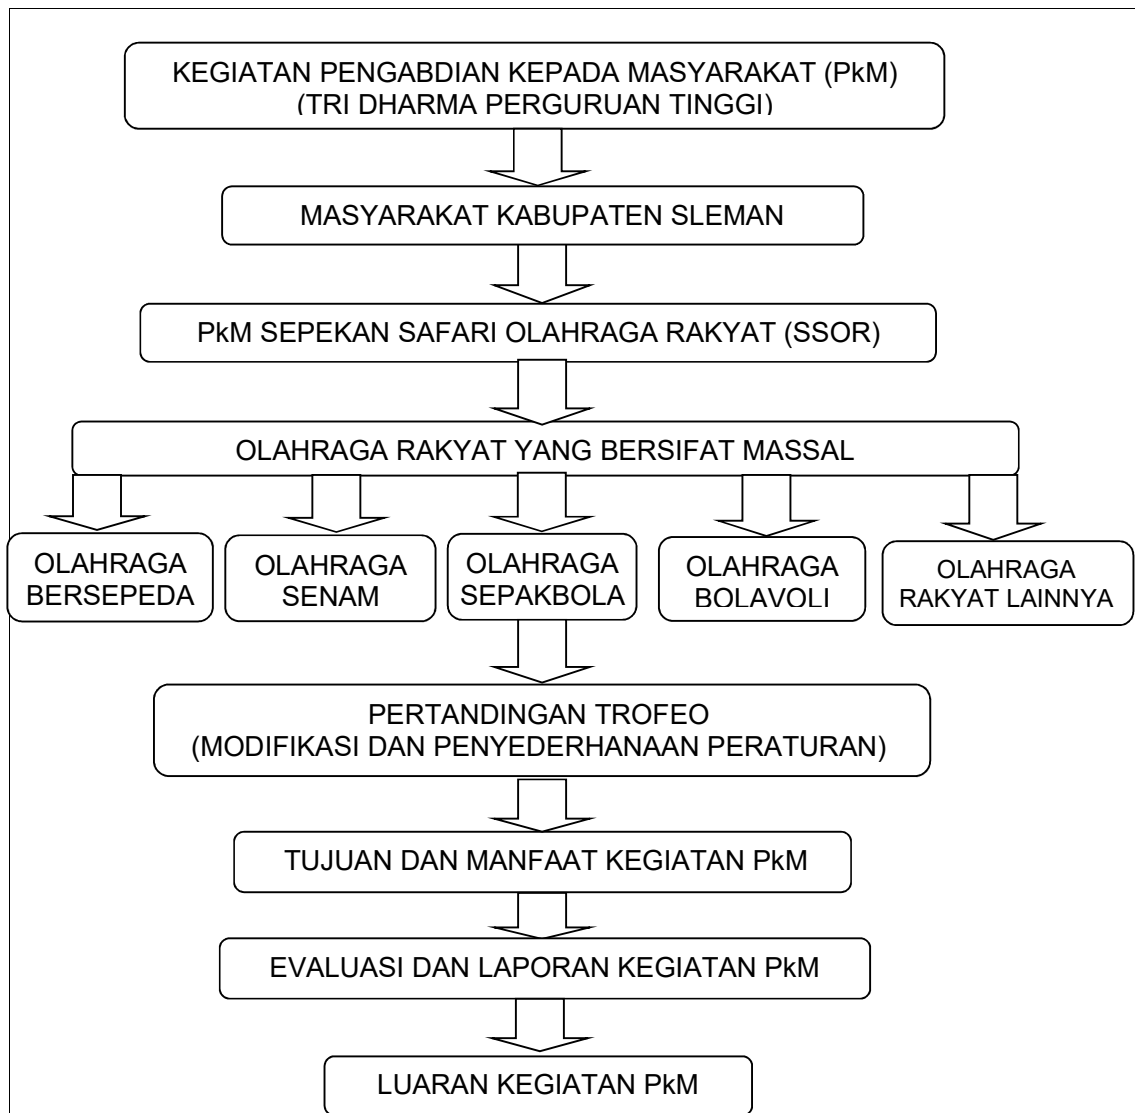 KEGIATAN PENGABDIAN KEPADA MASYARAKAT (PkM)
(TRI DHARMA PERGURUAN TINGGI)
MASYARAKAT KABUPATEN SLEMAN
PkM SEPEKAN SAFARI OLAHRAGA RAKYAT (SSOR)
OLAHRAGA RAKYAT YANG BERSIFAT MASSAL
OLAHRAGA
BERSEPEDA
OLAHRAGA
SENAM
OLAHRAGA
SEPAKBOLA
OLAHRAGA
BOLAVOLI
OLAHRAGA
RAKYAT LAINNYA
PERTANDINGAN TROFEO
(MODIFIKASI DAN PENYEDERHANAAN PERATURAN)
TUJUAN DAN MANFAAT KEGIATAN PkM
EVALUASI DAN LAPORAN KEGIATAN PkM
LUARAN KEGIATAN PkM